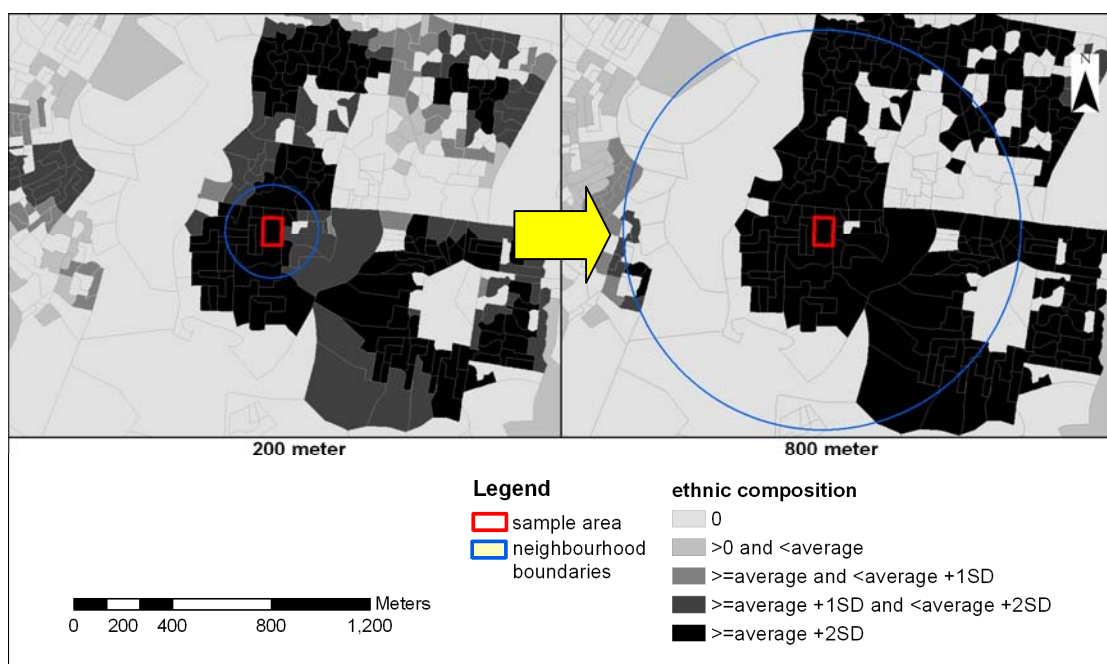 N
200 meter
800 meter
Legend
sample area
neighbourhood
boundaries
ethnic composition
0
>0 and <average
>=average and <average +1SD
>=average +1SD and <average +2SD
>=average +2SD
Meters
0 200 400 800 1,200